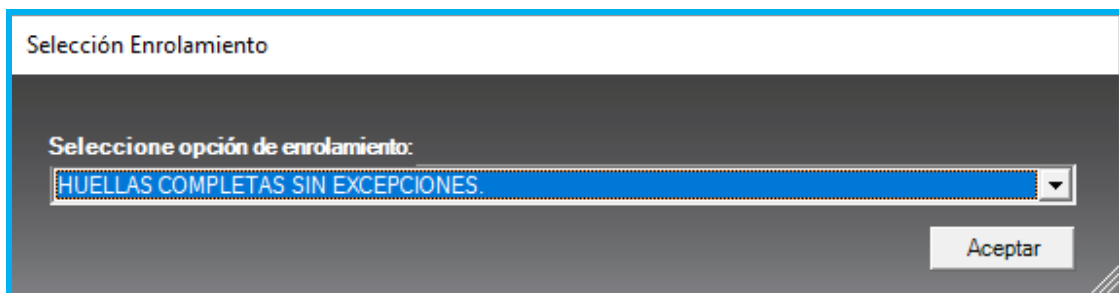 Selección Enrolamiento
Seleccione opción de enrolamiento:
HUELLAS COMPLETAS SIN EXCEPCIONES.
Aceptar